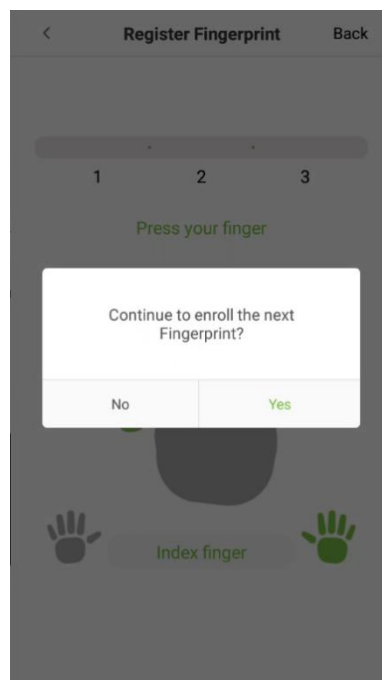 Register Fingerprint Back
1 2 3
Press your finger
Continue to enroll the next
Fingerprint?
No Yes
Index finger